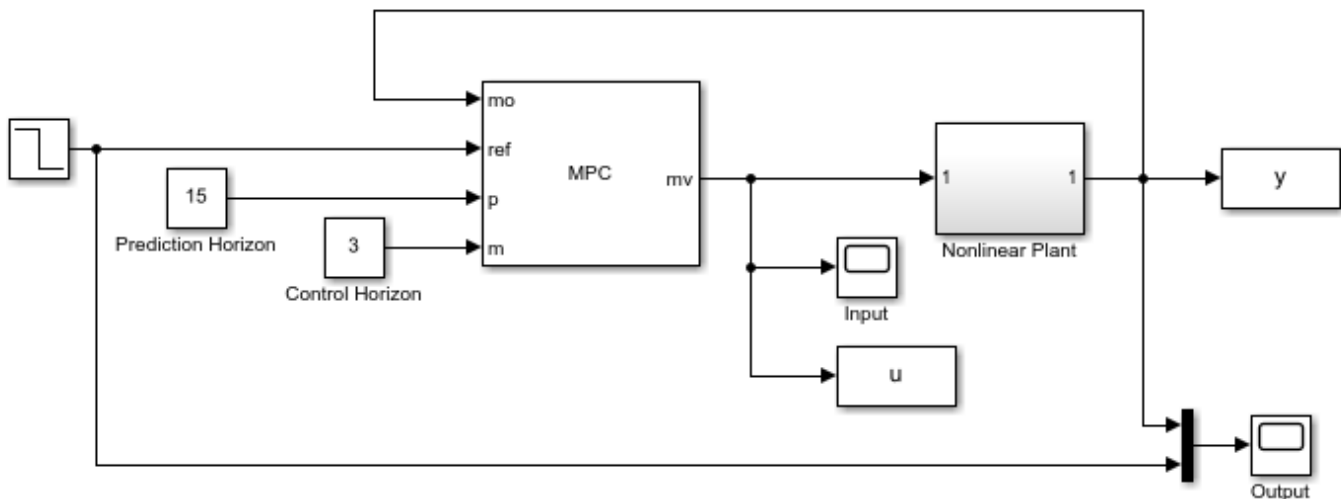 mo
ref
MPC
mv
p
m
15
Prediction Horizon
3
Control Horizon
1
1
Nonlinear Plant
y
Input
u
Output